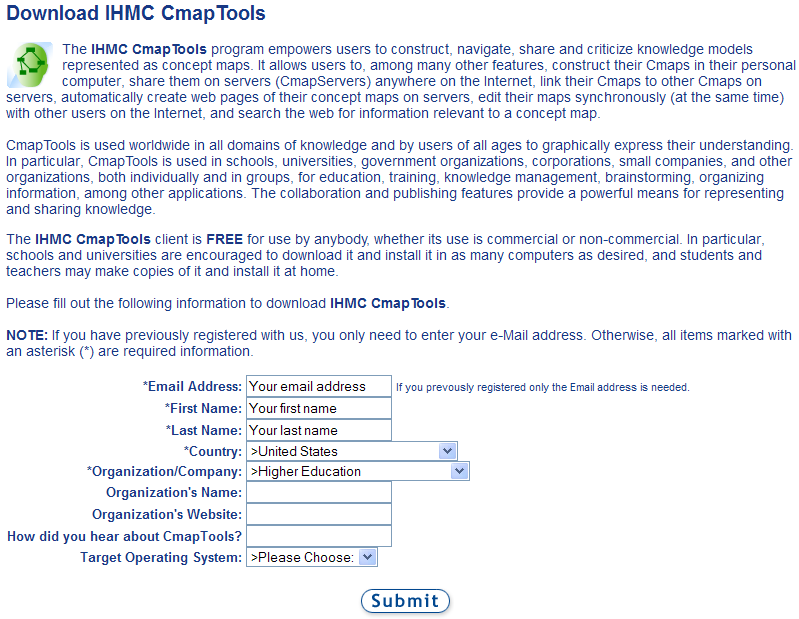 Download IHMC CmapTools
The IHMC CmapTools program empowers users to construct, navigate, share and criticize knowledge models
represented as concept maps. It allows users to, among many other features, construct their Cmaps in their personal
computer, share them on servers (CmapServers) anywhere on the Internet, link their Cmaps to other Cmaps on
servers, automatically create web pages of their concept maps on servers, edit their maps synchronously (at the same time)
with other users on the Internet, and search the web for information relevant to a concept map.
CmapTools is used worldwide in all domains of knowledge and by users of all ages to graphically express their understanding.
In particular, CmapTools is used in schools, universities, government organizations, corporations, small companies, and other
organizations, both individually and in groups, for education, training, knowledge management, brainstorming, organizing
information, among other applications. The collaboration and publishing features provide a powerful means for representing
and sharing knowledge.
The IHMC CmapTools client is FREE for use by anybody, whether its use is commercial or non-commercial. In particular,
schools and universities are encouraged to download it and install it in as many computers as desired, and students and
teachers may make copies of it and install it at home.
Please fill out the following information to download IHMC CmapTools.
NOTE: If you have previously registered with us, you only need to enter your e-Mail address. Otherwise, all items marked with
an asterisk (*) are required information.
*Email Address: Your email address If you prevously registered only the Email address is needed.
*First Name: Your first name
*Last Name: Your last name
*Country: >United States
*Organization/Company: >Higher Education
Organization's Name:
Organization's Website:
How did you hear about CmapTools?
Target Operating System: >Please Choose:
Submit